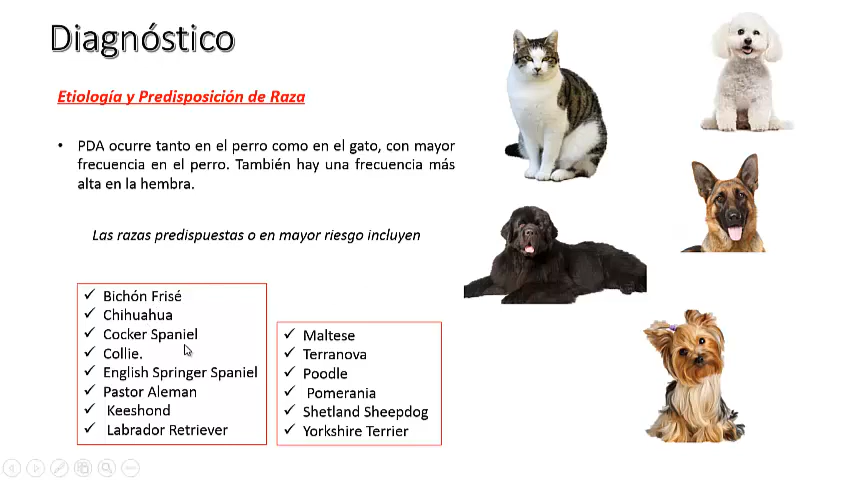 Diagnóstico
Etiología y Predisposición de Raza
• PDA ocurre tanto en el perro como en el gato, con mayor
frecuencia en el perro. También hay una frecuencia más
alta en la hembra.
Las razas predispuestas o en mayor riesgo incluyen
✓ Bichón Frisé
✓ Chihuahua
✓ Cocker Spaniel
✓ Collie.
✓ English Springer Spaniel
✓ Pastor Aleman
✓ Keeshond
✓ Labrador Retriever
✓ Maltese
✓ Terranova
✓ Poodle
✓ Pomerania
✓ Shetland Sheepdog
✓ Yorkshire Terrier